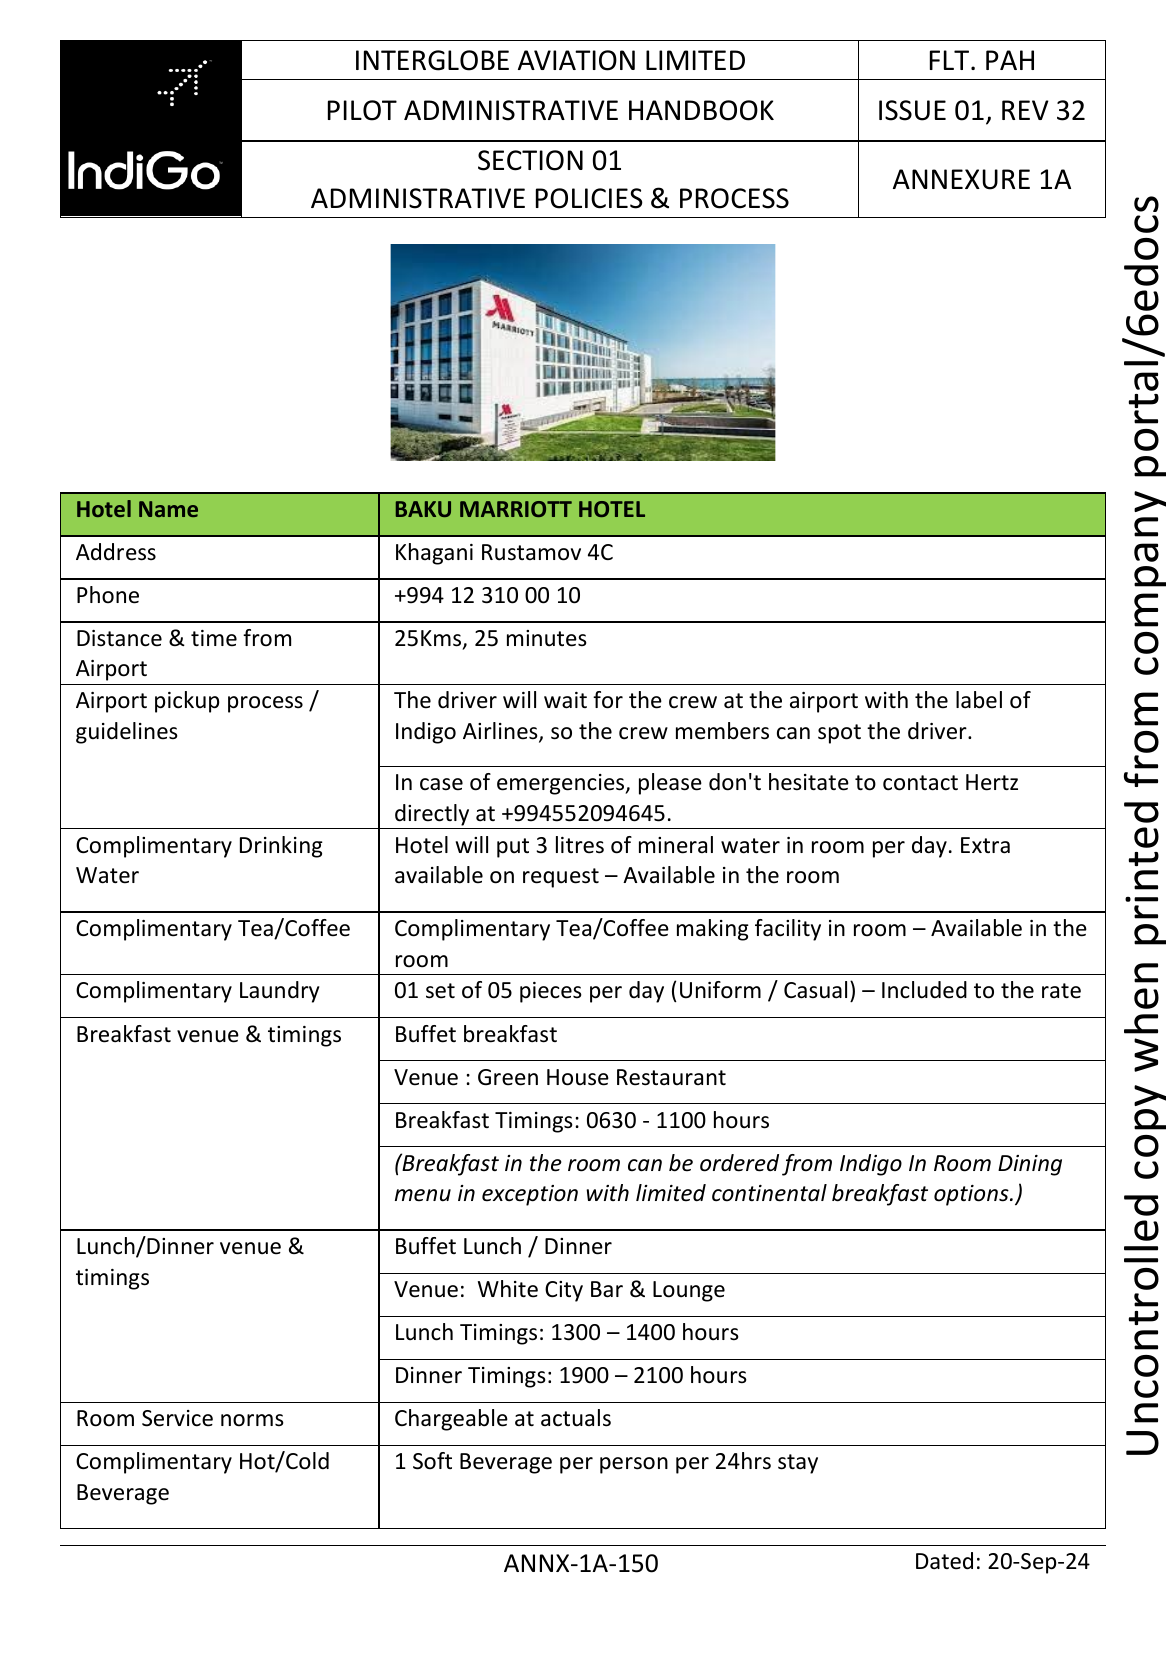 INTERGLOBE AVIATION LIMITED
FLT. PAH
PILOT ADMINISTRATIVE HANDBOOK
ISSUE 01, REV 32
SECTION 01
ADMINISTRATIVE POLICIES & PROCESS
ANNEXURE 1A
IndiGo
MARRIOTT
Hotel Name
BAKU MARRIOTT HOTEL
Address
Khagani Rustamov 4C
Phone
+994 12 310 00 10
Distance & time from
Airport
25Kms, 25 minutes
Airport pickup process /
guidelines
The driver will wait for the crew at the airport with the label of
Indigo Airlines, so the crew members can spot the driver.
In case of emergencies, please don't hesitate to contact Hertz
directly at +994552094645.
Complimentary Drinking
Water
Hotel will put 3 litres of mineral water in room per day. Extra
available on request – Available in the room
Complimentary Tea/Coffee
Complimentary Tea/Coffee making facility in room – Available in the
room
Complimentary Laundry
01 set of 05 pieces per day (Uniform / Casual) – Included to the rate
Breakfast venue & timings
Buffet breakfast
Venue : Green House Restaurant
Breakfast Timings: 0630 - 1100 hours
(Breakfast in the room can be ordered from Indigo In Room Dining
menu in exception with limited continental breakfast options.)
Lunch/Dinner venue &
timings
Buffet Lunch / Dinner
Venue:  White City Bar & Lounge
Lunch Timings: 1300 – 1400 hours
Dinner Timings: 1900 – 2100 hours
Room Service norms
Chargeable at actuals
Complimentary Hot/Cold
Beverage
1 Soft Beverage per person per 24hrs stay
ANNX-1A-150
Dated: 20-Sep-24
Uncontrolled copy when printed from company portal/6edocs